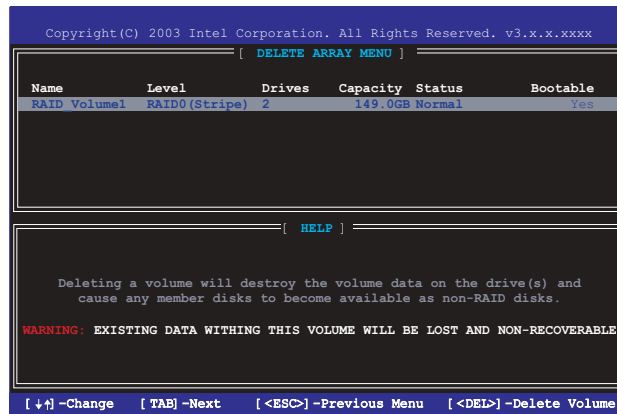 Copyright(C) 2003 Intel Corporation. All Rights Reserved. v3.x.x.xxxx
[ DELETE ARRAY MENU ]
Name Level Drives Capacity Status Bootable
RAID_Volume1 RAID0(Stripe) 2 149.0GB Normal Yes
[ HELP ]
Deleting a volume will destroy the volume data on the drive(s) and
cause any member disks to become available as non-RAID disks.
WARNING: EXISTING DATA WITHING THIS VOLUME WILL BE LOST AND NON-RECOVERABLE
[↓↑]-Change [TAB]-Next [<ESC>]-Previous Menu [<DEL>]-Delete Volume